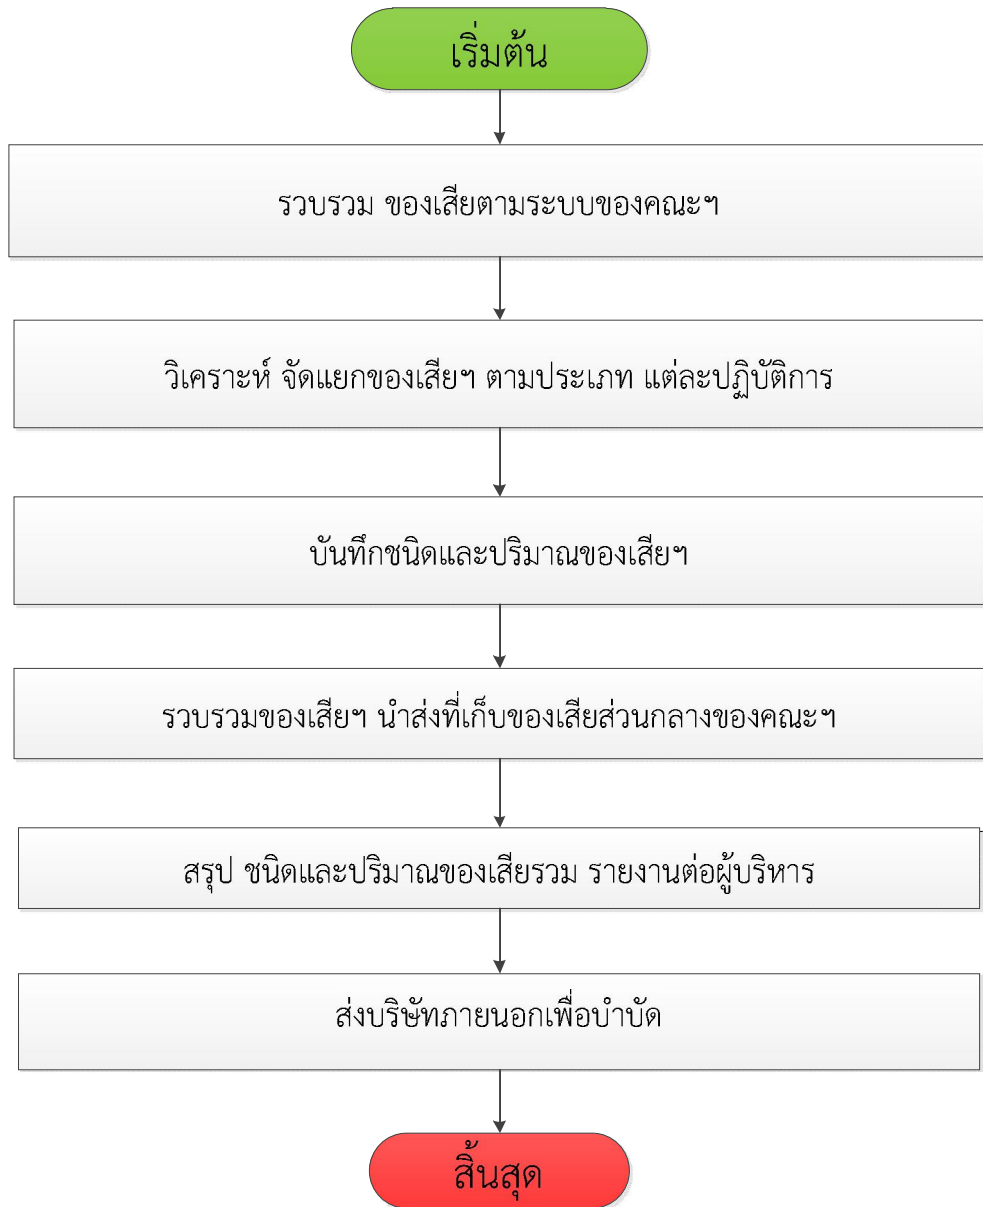 เริ่มต้น
รวบรวม ของเสียตามระบบของคณะฯ
วิเคราะห์ จัดแยกของเสียฯ ตามประเภท แต่ละปฏิบัติการ
บันทึกชนิดและปริมาณของเสียฯ
รวบรวมของเสียฯ นำส่งที่เก็บของเสียส่วนกลางของคณะฯ
สรุป ชนิดและปริมาณของเสียรวม รายงานต่อผู้บริหาร
ส่งบริษัทภายนอกเพื่อบำบัด
สิ้นสุด